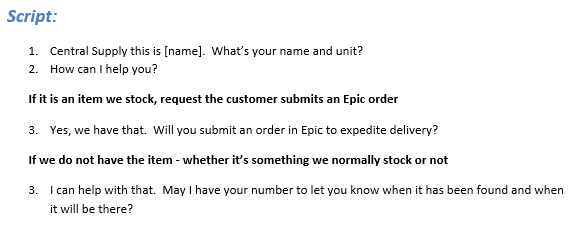 Script:
1. Central Supply this is [name].  What's your name and unit?
2. How can I help you?
If it is an item we stock, request the customer submits an Epic order
3. Yes, we have that.  Will you submit an order in Epic to expedite delivery?
If we do not have the item - whether it's something we normally stock or not
3. I can help with that.  May I have your number to let you know when it has been found and when
it will be there?